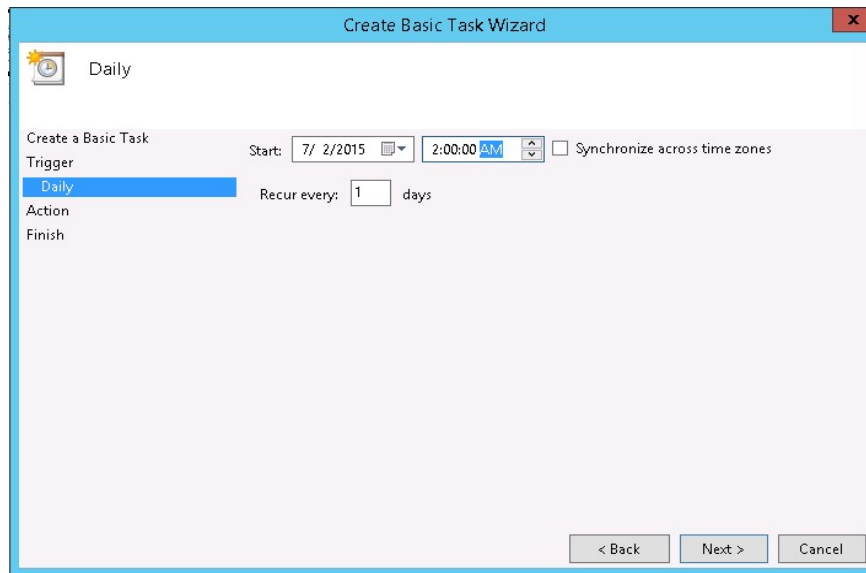 Create Basic Task Wizard
x
Daily
Create a Basic Task
Trigger
Daily
Action
Finish
Start: 7/ 2/2015 2:00:00 AM Synchronize across time zones
Recur every: 1 days
< Back Next > Cancel